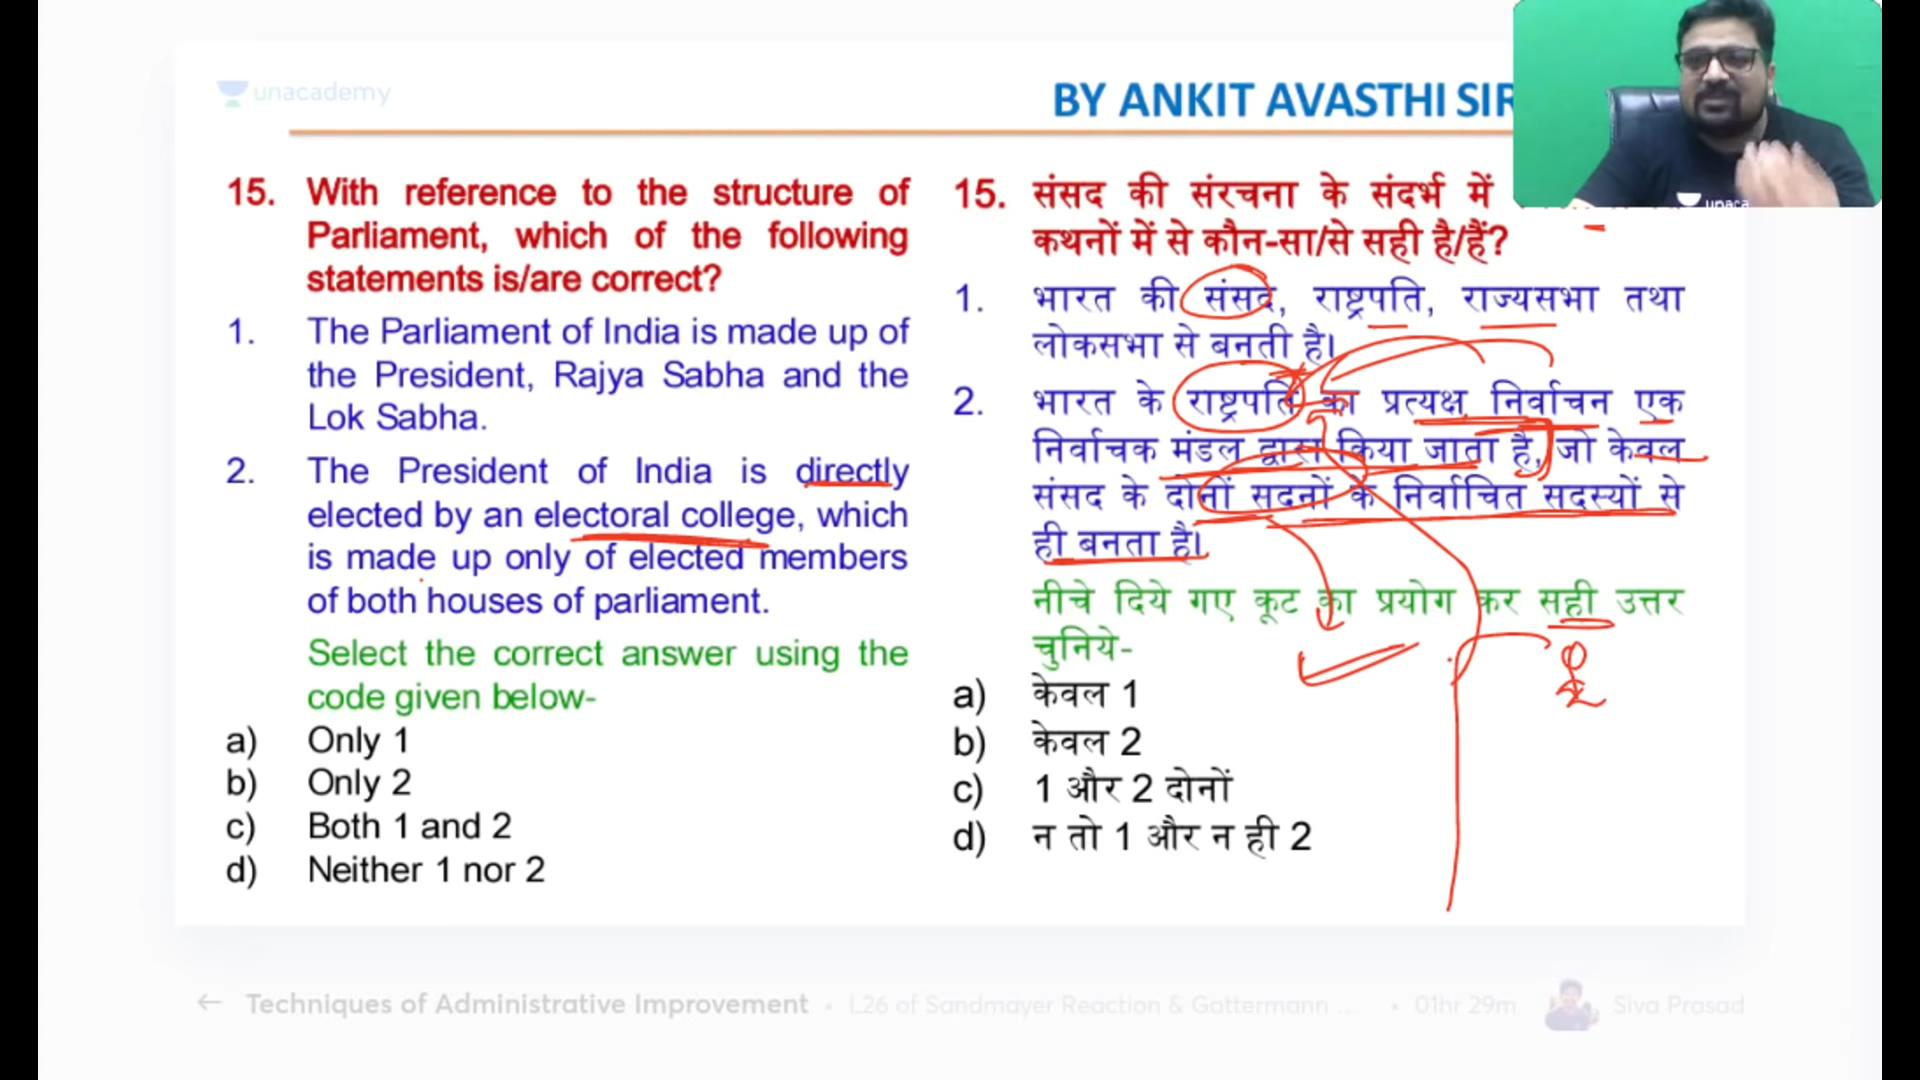 unacademy
BY ANKIT AVASTHI SIR
15. With reference to the structure of
Parliament, which of the following
statements is/are correct?
1. The Parliament of India is made up of
the President, Rajya Sabha and the
Lok Sabha.
2. The President of India is directly
elected by an electoral college, which
is made up only of elected members
of both houses of parliament.
Select the correct answer using the
code given below-
a) Only 1
b) Only 2
c) Both 1 and 2
d) Neither 1 nor 2
15. संसद की संरचना के संदर्भ में
कथनों में से कौन-सा/से सही है/हैं?
1. भारत की संसद, राष्ट्रपति, राज्यसभा तथा
लोकसभा से बनती है।
2. भारत के राष्ट्रपति का प्रत्यक्ष निर्वाचन एक
निर्वाचक मंडल द्वारा किया जाता है, जो केवल
संसद के दोनों सदनों के निर्वाचित सदस्यों से
ही बनता है।
नीचे दिये गए कूट का प्रयोग कर सही उत्तर
चुनिये-
a) केवल 1
b) केवल 2
c) 1 और 2 दोनों
d) न तो 1 और न ही 2
← Techniques of Administrative Improvement • L26 of Sandmayer Reaction & Gattermann ... • 01hr 29m Siva Prasad